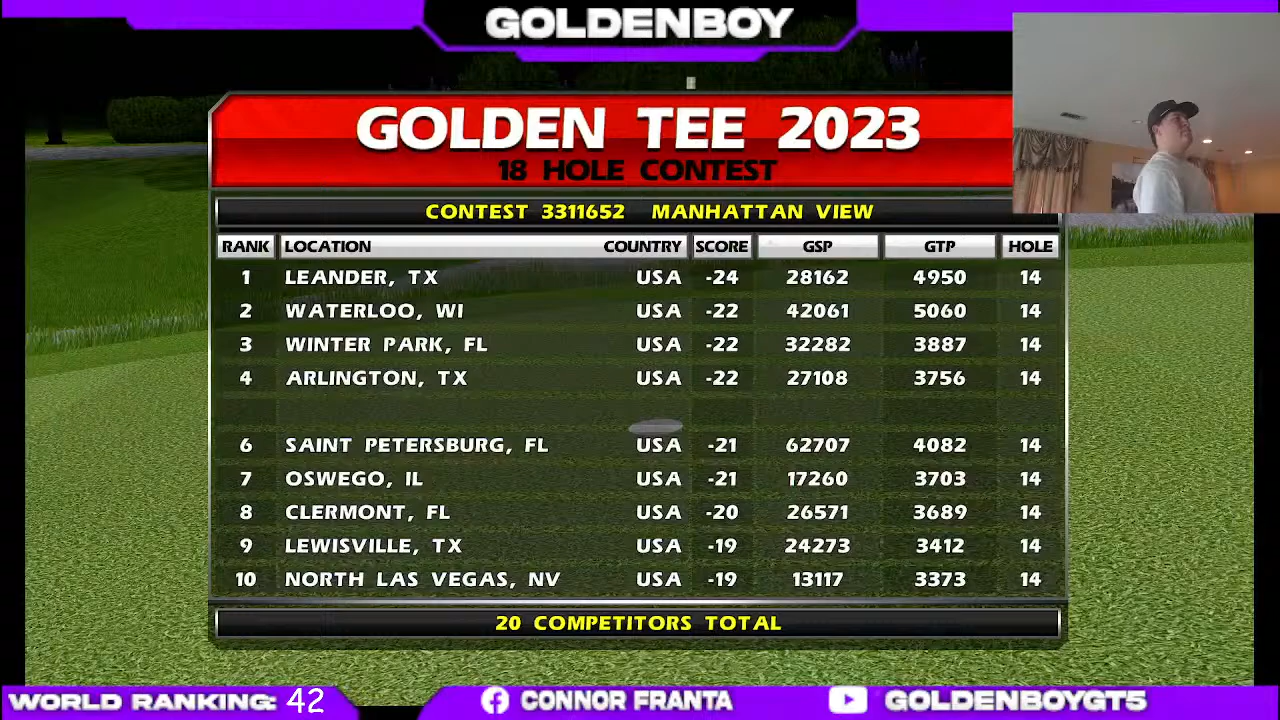 GOLDENBOY
GOLDEN TEE 2023
18 HOLE CONTEST
CONTEST 3311652 MANHATTAN VIEW
RANK LOCATION COUNTRY SCORE GSP GTP HOLE
1 LEANDER, TX USA -24 28162 4950 14
2 WATERLOO, WI USA -22 42061 5060 14
3 WINTER PARK, FL USA -22 32282 3887 14
4 ARLINGTON, TX USA -22 27108 3756 14
6 SAINT PETERSBURG, FL USA -21 62707 4082 14
7 OSWEGO, IL USA -21 17260 3703 14
8 CLERMONT, FL USA -20 26571 3689 14
9 LEWISVILLE, TX USA -19 24273 3412 14
10 NORTH LAS VEGAS, NV USA -19 13117 3373 14
20 COMPETITORS TOTAL
WORLD RANKING: 42 CONNOR FRANTA GOLDENBOYGT5